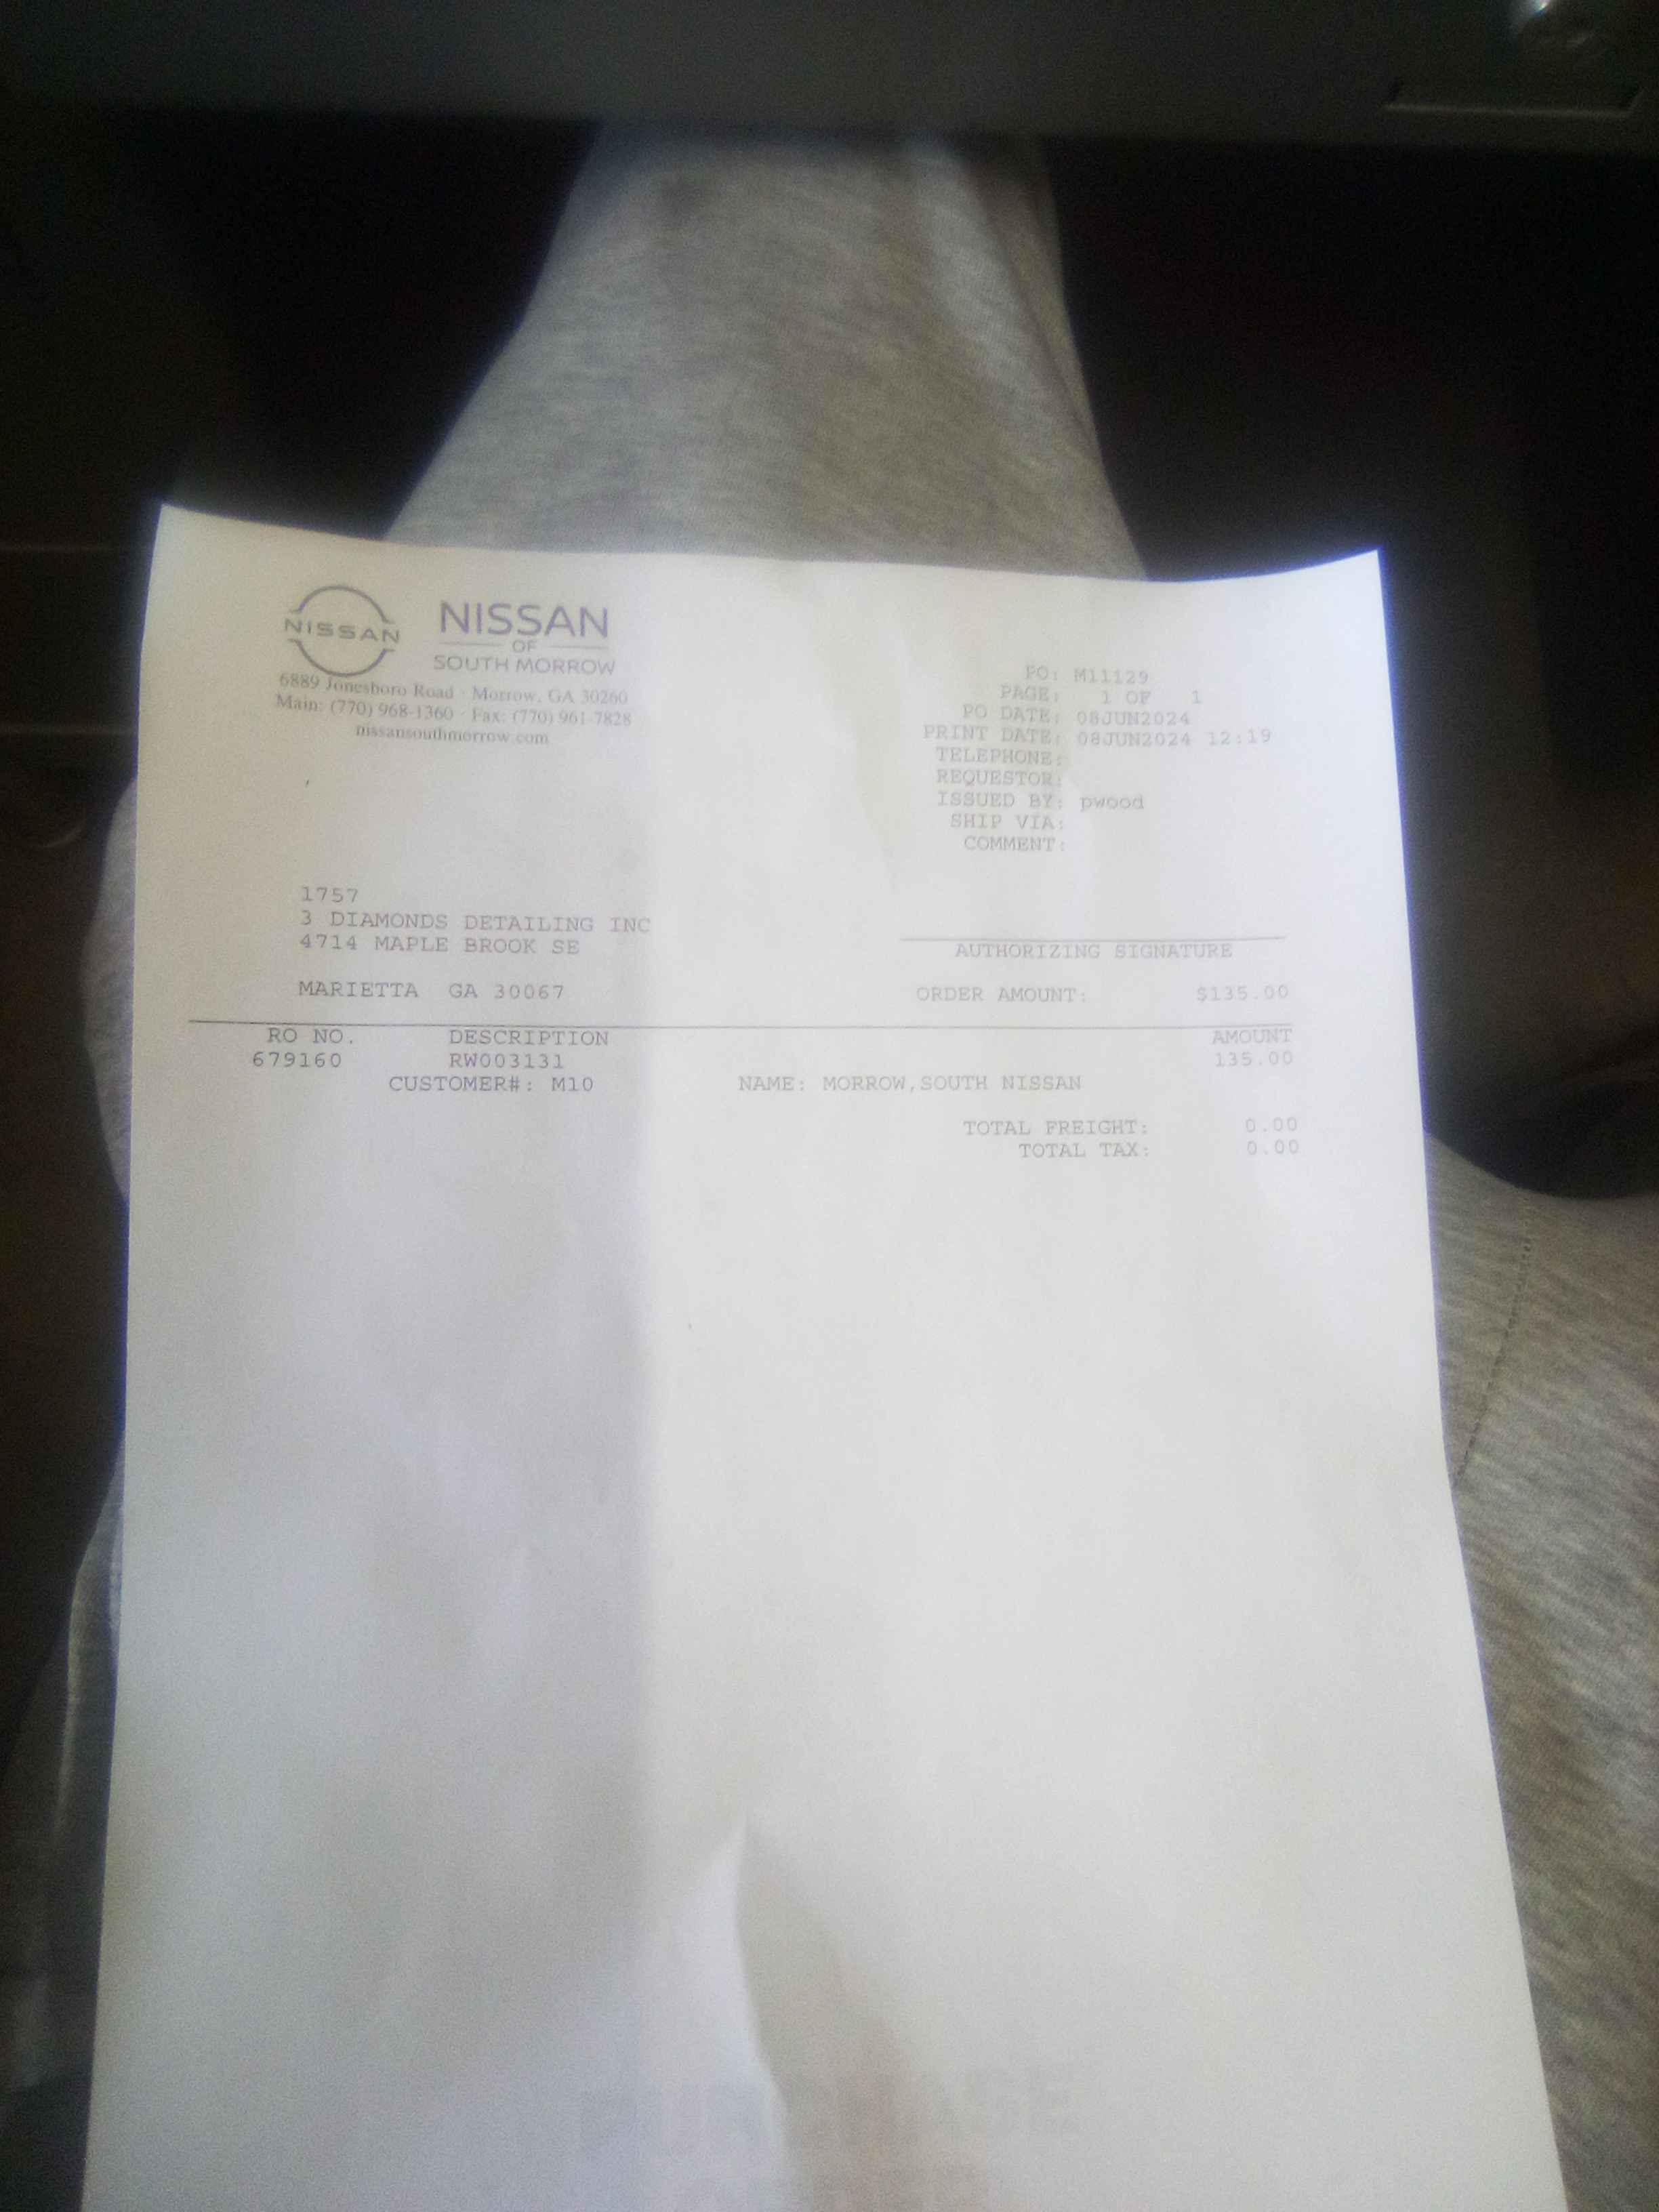 NISSAN
NISSAN
OF
SOUTH MORROW
6889 Jonesboro Road · Morrow, GA 30260
Main: (770) 968-1360 · Fax: (770) 961-7828
nissansouthmorrow.com
PO: M11129
PAGE: 1 OF 1
PO DATE: 08JUN2024
PRINT DATE: 08JUN2024 12:19
TELEPHONE:
REQUESTOR:
ISSUED BY: pwood
SHIP VIA:
COMMENT:
1757
3 DIAMONDS DETAILING INC
4714 MAPLE BROOK SE
MARIETTA GA 30067
AUTHORIZING SIGNATURE
ORDER AMOUNT: $135.00
RO NO. DESCRIPTION AMOUNT
679160 RW003131 135.00
CUSTOMER#: M10 NAME: MORROW,SOUTH NISSAN
TOTAL FREIGHT: 0.00
TOTAL TAX: 0.00
PURCHASE